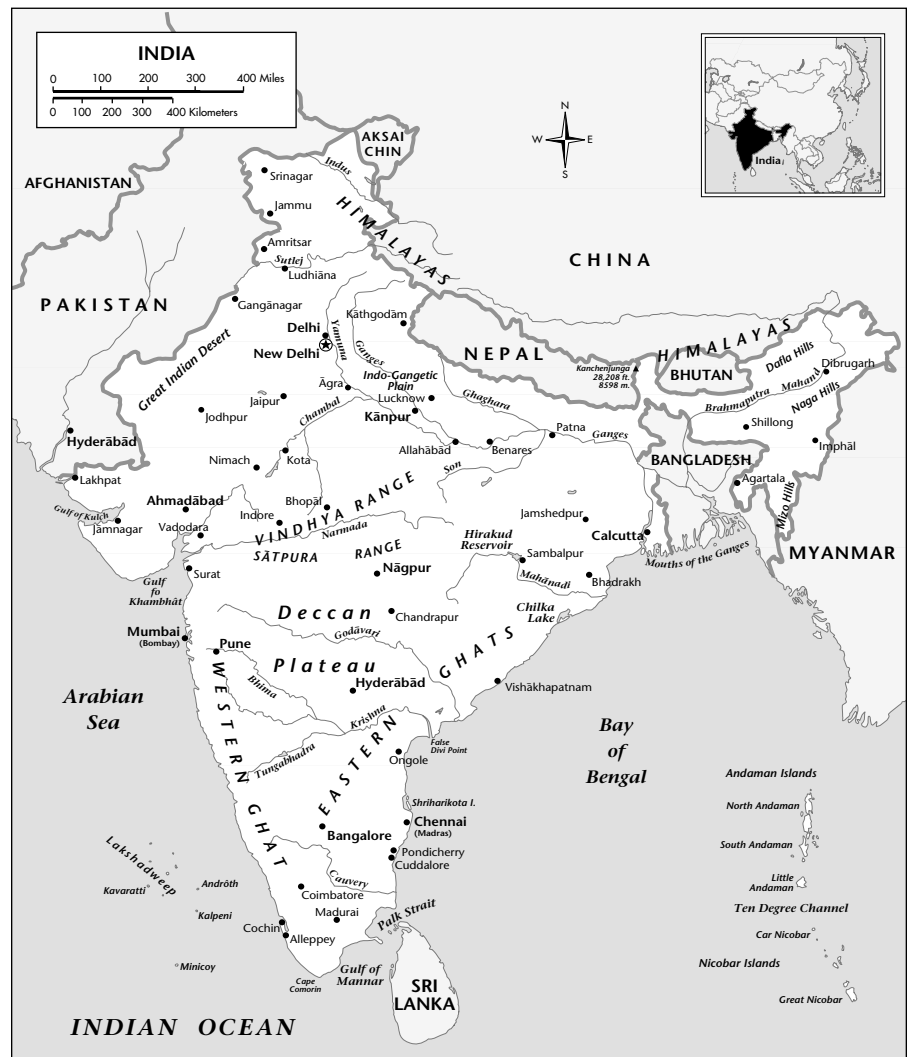 INDIA
0 100 200 300 400 Miles
0 100 200 300 400 Kilometers
N
W E
S
India
AFGHANISTAN
AKSAI
CHIN
Indus
Srinagar
Jammu
HIMALAYAS
Amritsar
Sutlej
Ludhiāna
CHINA
PAKISTAN
Gangānagar
Kāthgodām
Delhi
New Delhi
Yamuna
Ganges
NEPAL
HIMALAYAS
Dafla Hills
Great Indian Desert
Kanchenjunga
28,208 ft.
8598 m.
BHUTAN
Dibrugarh
Āgra
Indo-Gangetic
Plain
Lucknow
Ghaghara
Brahmaputra
Mahand
Naga Hills
Jaipur
Jodhpur
Chambal
Kānpur
Shillong
Hyderābād
Patna
Ganges
Imphāl
Allahābād
Benares
Nimach
Kota
Son
BANGLADESH
Lakhpat
Agartala
Ahmadābad
Bhopāl
VINDHYA RANGE
Mizo Hills
Gulf of Kutch
Jāmnagar
Vadodara
Indore
Narmada
Jamshedpur
Calcutta
Hirakud
Reservoir
SĀTPURA RANGE
MYANMAR
Mouths of the Ganges
Sambalpur
Surat
Nāgpur
Mahānadi
Bhadrakh
Gulf
fo
Khambhāt
Deccan
Chandrapur
Chilka
Lake
Mumbai
(Bombay)
Godāvari
GHATS
Pune
Plateau
Bhima
Hyderābād
Vishākhapatnam
Arabian
Sea
WESTERN GHAT
Krishna
Bay
of
Bengal
EASTERN
False
Divi Point
Tungabhadra
Ongole
Andaman Islands
Shriharikota I.
North Andaman
Bangalore
Chennai
(Madras)
Lakshadweep
Pondicherry
Cuddalore
South Andaman
Kavaratti
Andrōth
Cauvery
Little
Andaman
Coimbatore
Kalpeni
Madurai
Palk Strait
Ten Degree Channel
Cochin
Alleppey
Car Nicobar
Minicoy
Gulf of
Mannar
Nicobar Islands
Cape
Comorin
SRI
LANKA
Great Nicobar
INDIAN OCEAN